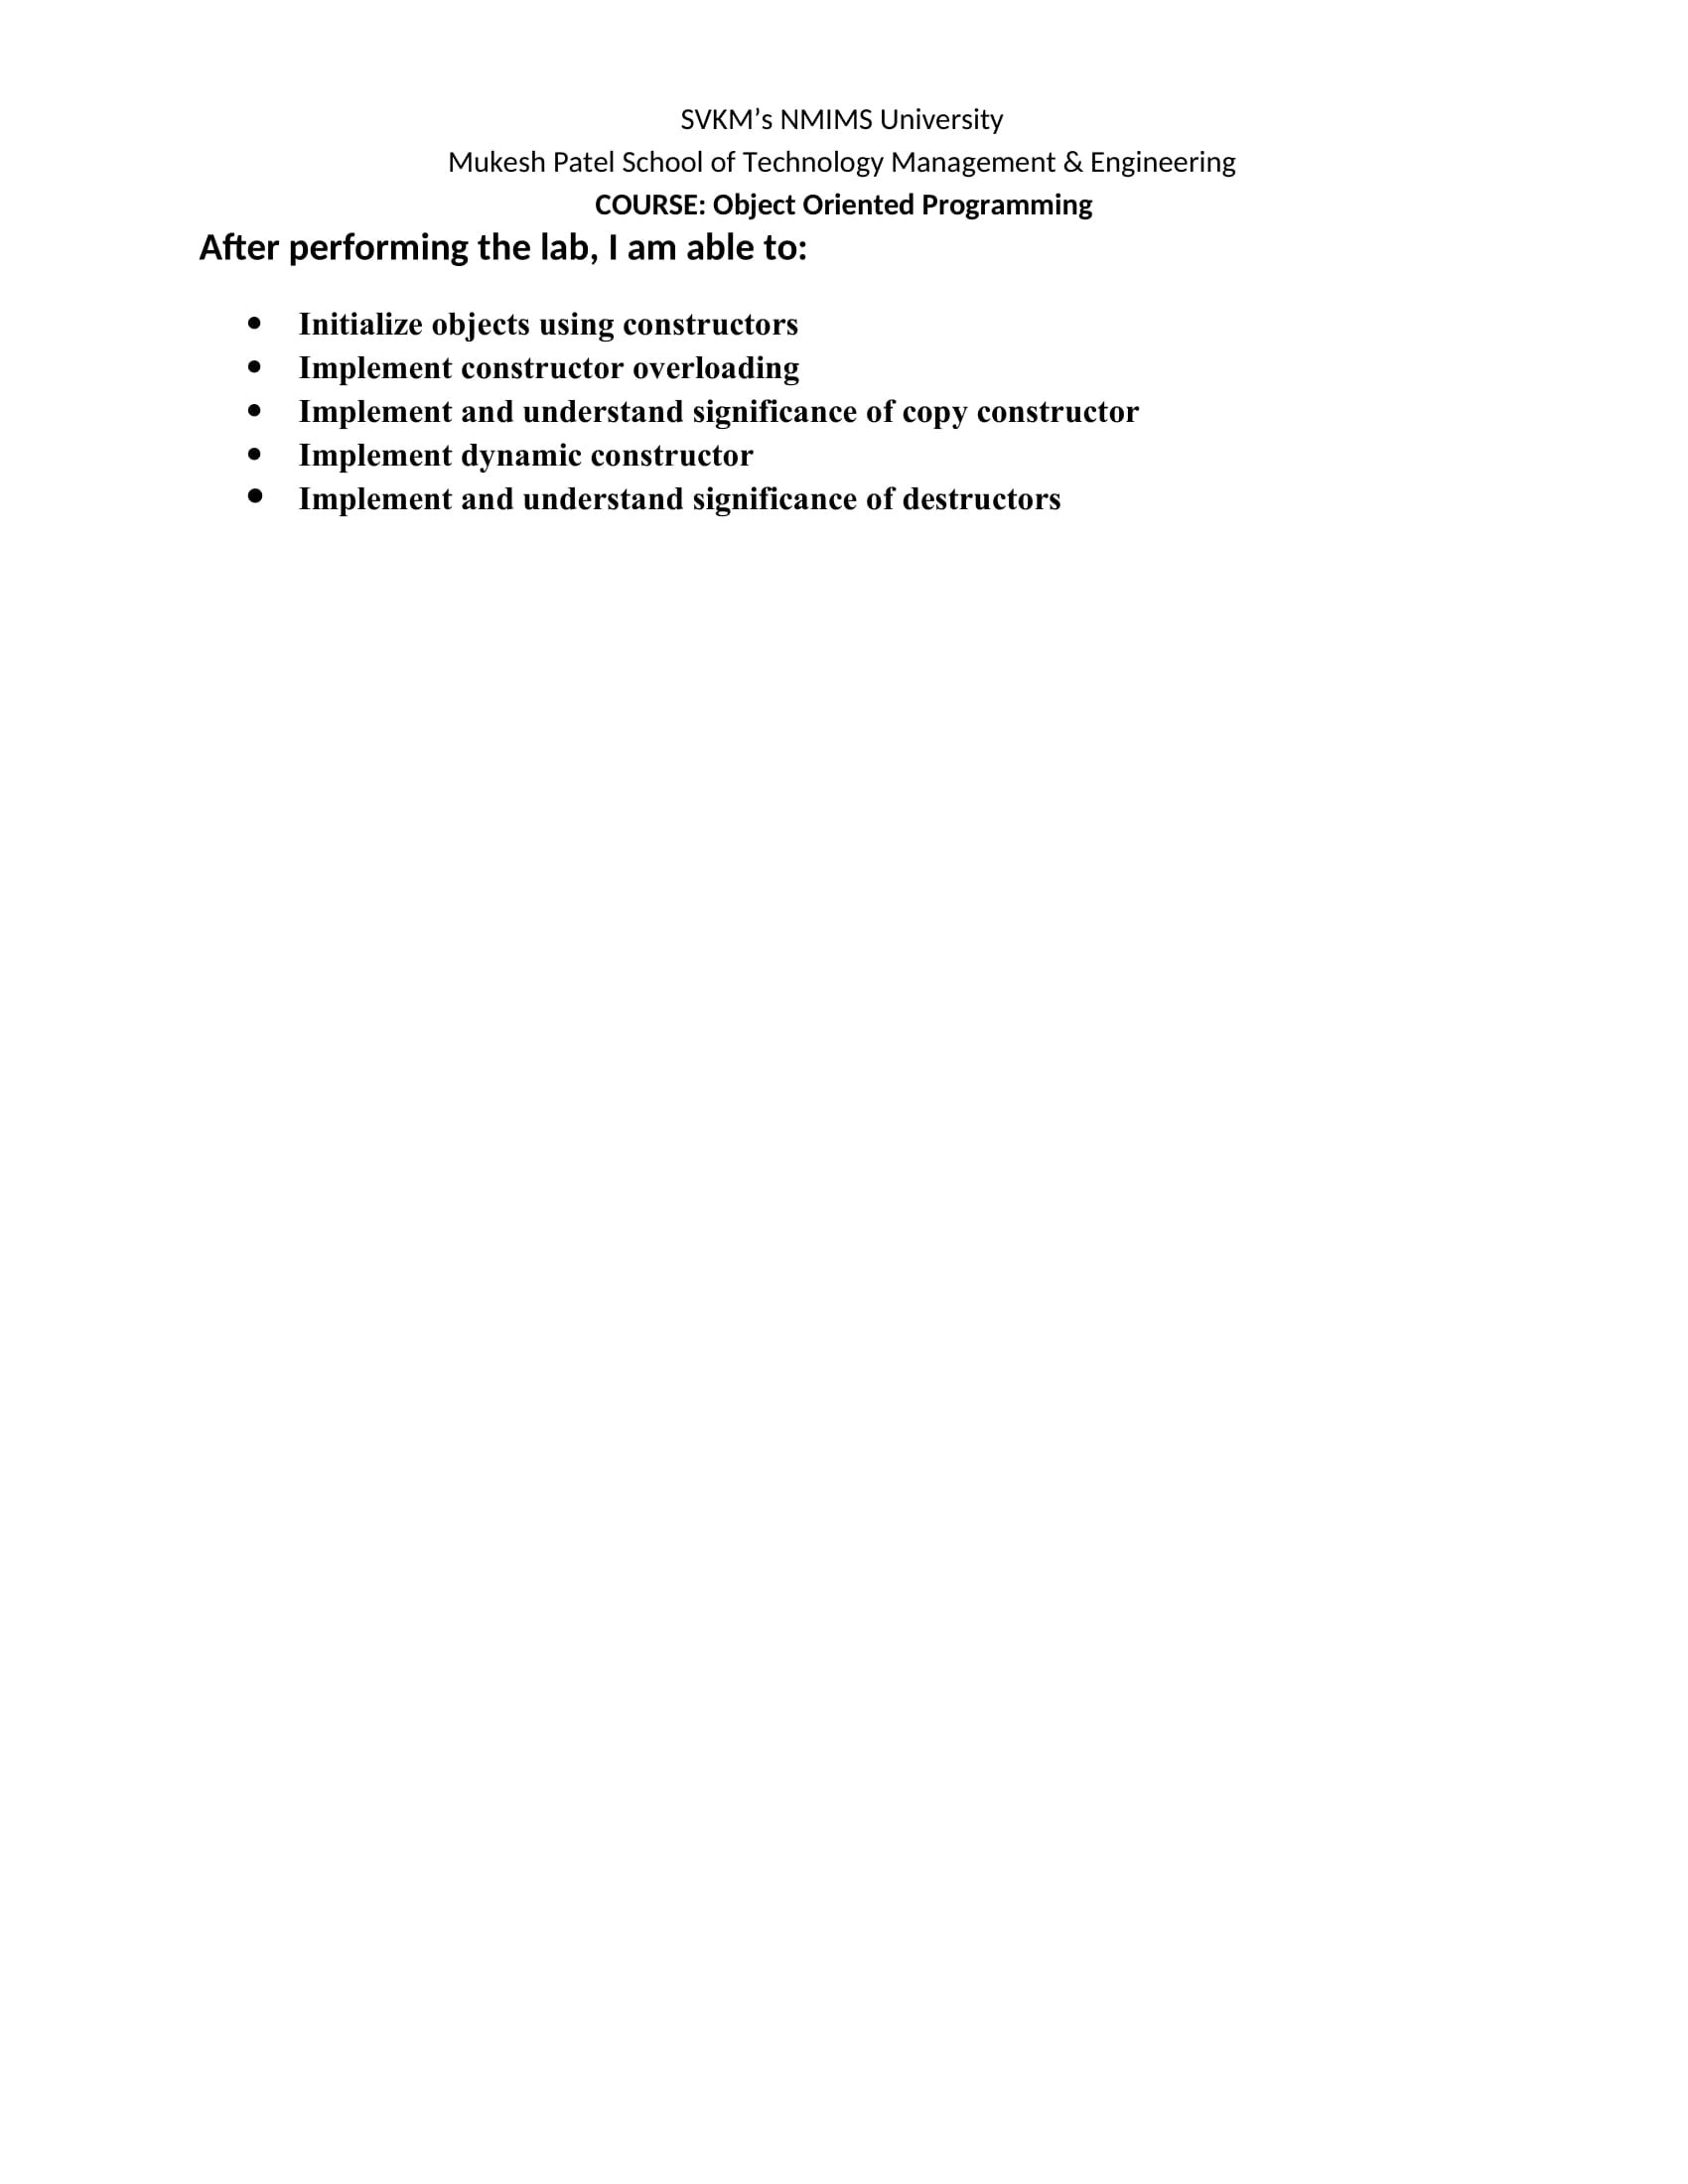 SVKM’s NMIMS University
Mukesh Patel School of Technology Management & Engineering
COURSE: Object Oriented Programming
After performing the lab, I am able to:
• Initialize objects using constructors
• Implement constructor overloading
• Implement and understand significance of copy constructor
• Implement dynamic constructor
• Implement and understand significance of destructors